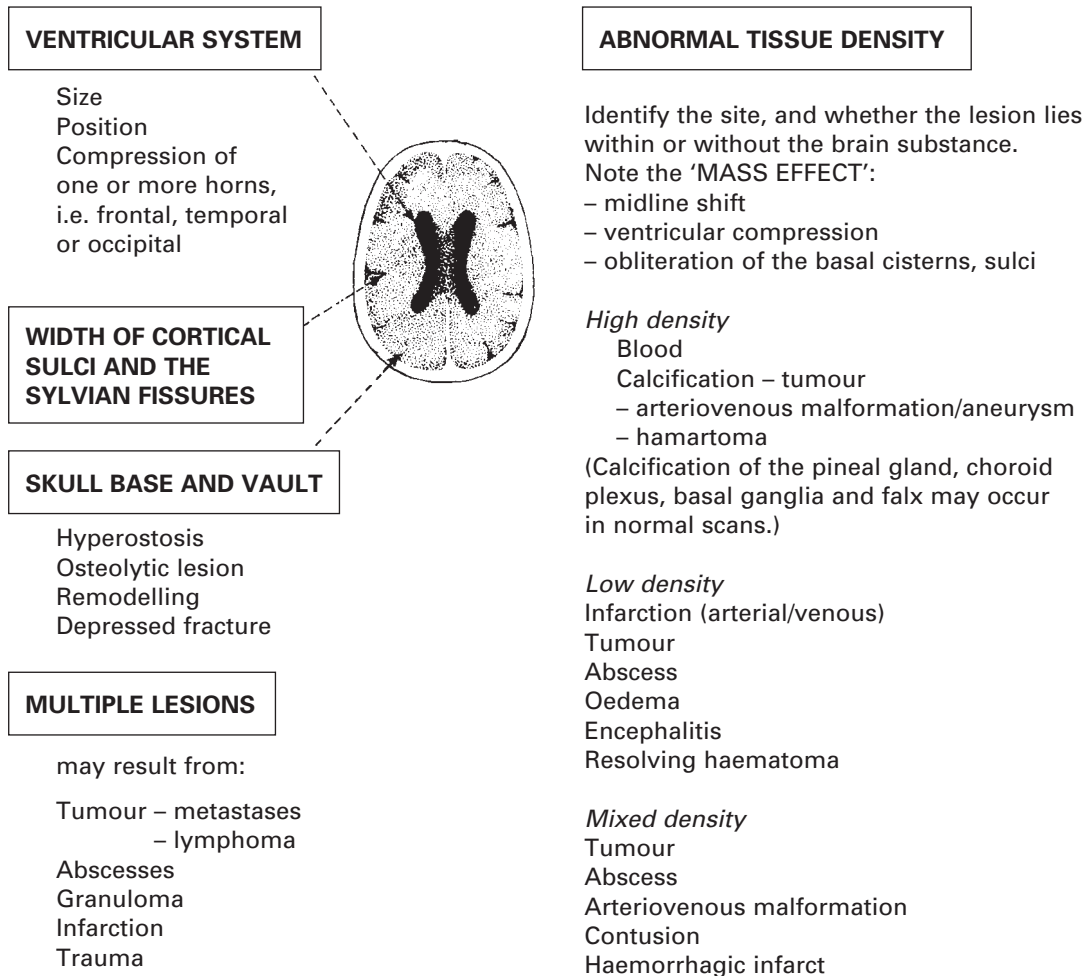 VENTRICULAR SYSTEM
Size
Position
Compression of
one or more horns,
i.e. frontal, temporal
or occipital
WIDTH OF CORTICAL
SULCI AND THE
SYLVIAN FISSURES
SKULL BASE AND VAULT
Hyperostosis
Osteolytic lesion
Remodelling
Depressed fracture
MULTIPLE LESIONS
may result from:
Tumour – metastases
– lymphoma
Abscesses
Granuloma
Infarction
Trauma
ABNORMAL TISSUE DENSITY
Identify the site, and whether the lesion lies
within or without the brain substance.
Note the ‘MASS EFFECT’:
– midline shift
– ventricular compression
– obliteration of the basal cisterns, sulci
High density
Blood
Calcification – tumour
– arteriovenous malformation/aneurysm
– hamartoma
(Calcification of the pineal gland, choroid
plexus, basal ganglia and falx may occur
in normal scans.)
Low density
Infarction (arterial/venous)
Tumour
Abscess
Oedema
Encephalitis
Resolving haematoma
Mixed density
Tumour
Abscess
Arteriovenous malformation
Contusion
Haemorrhagic infarct